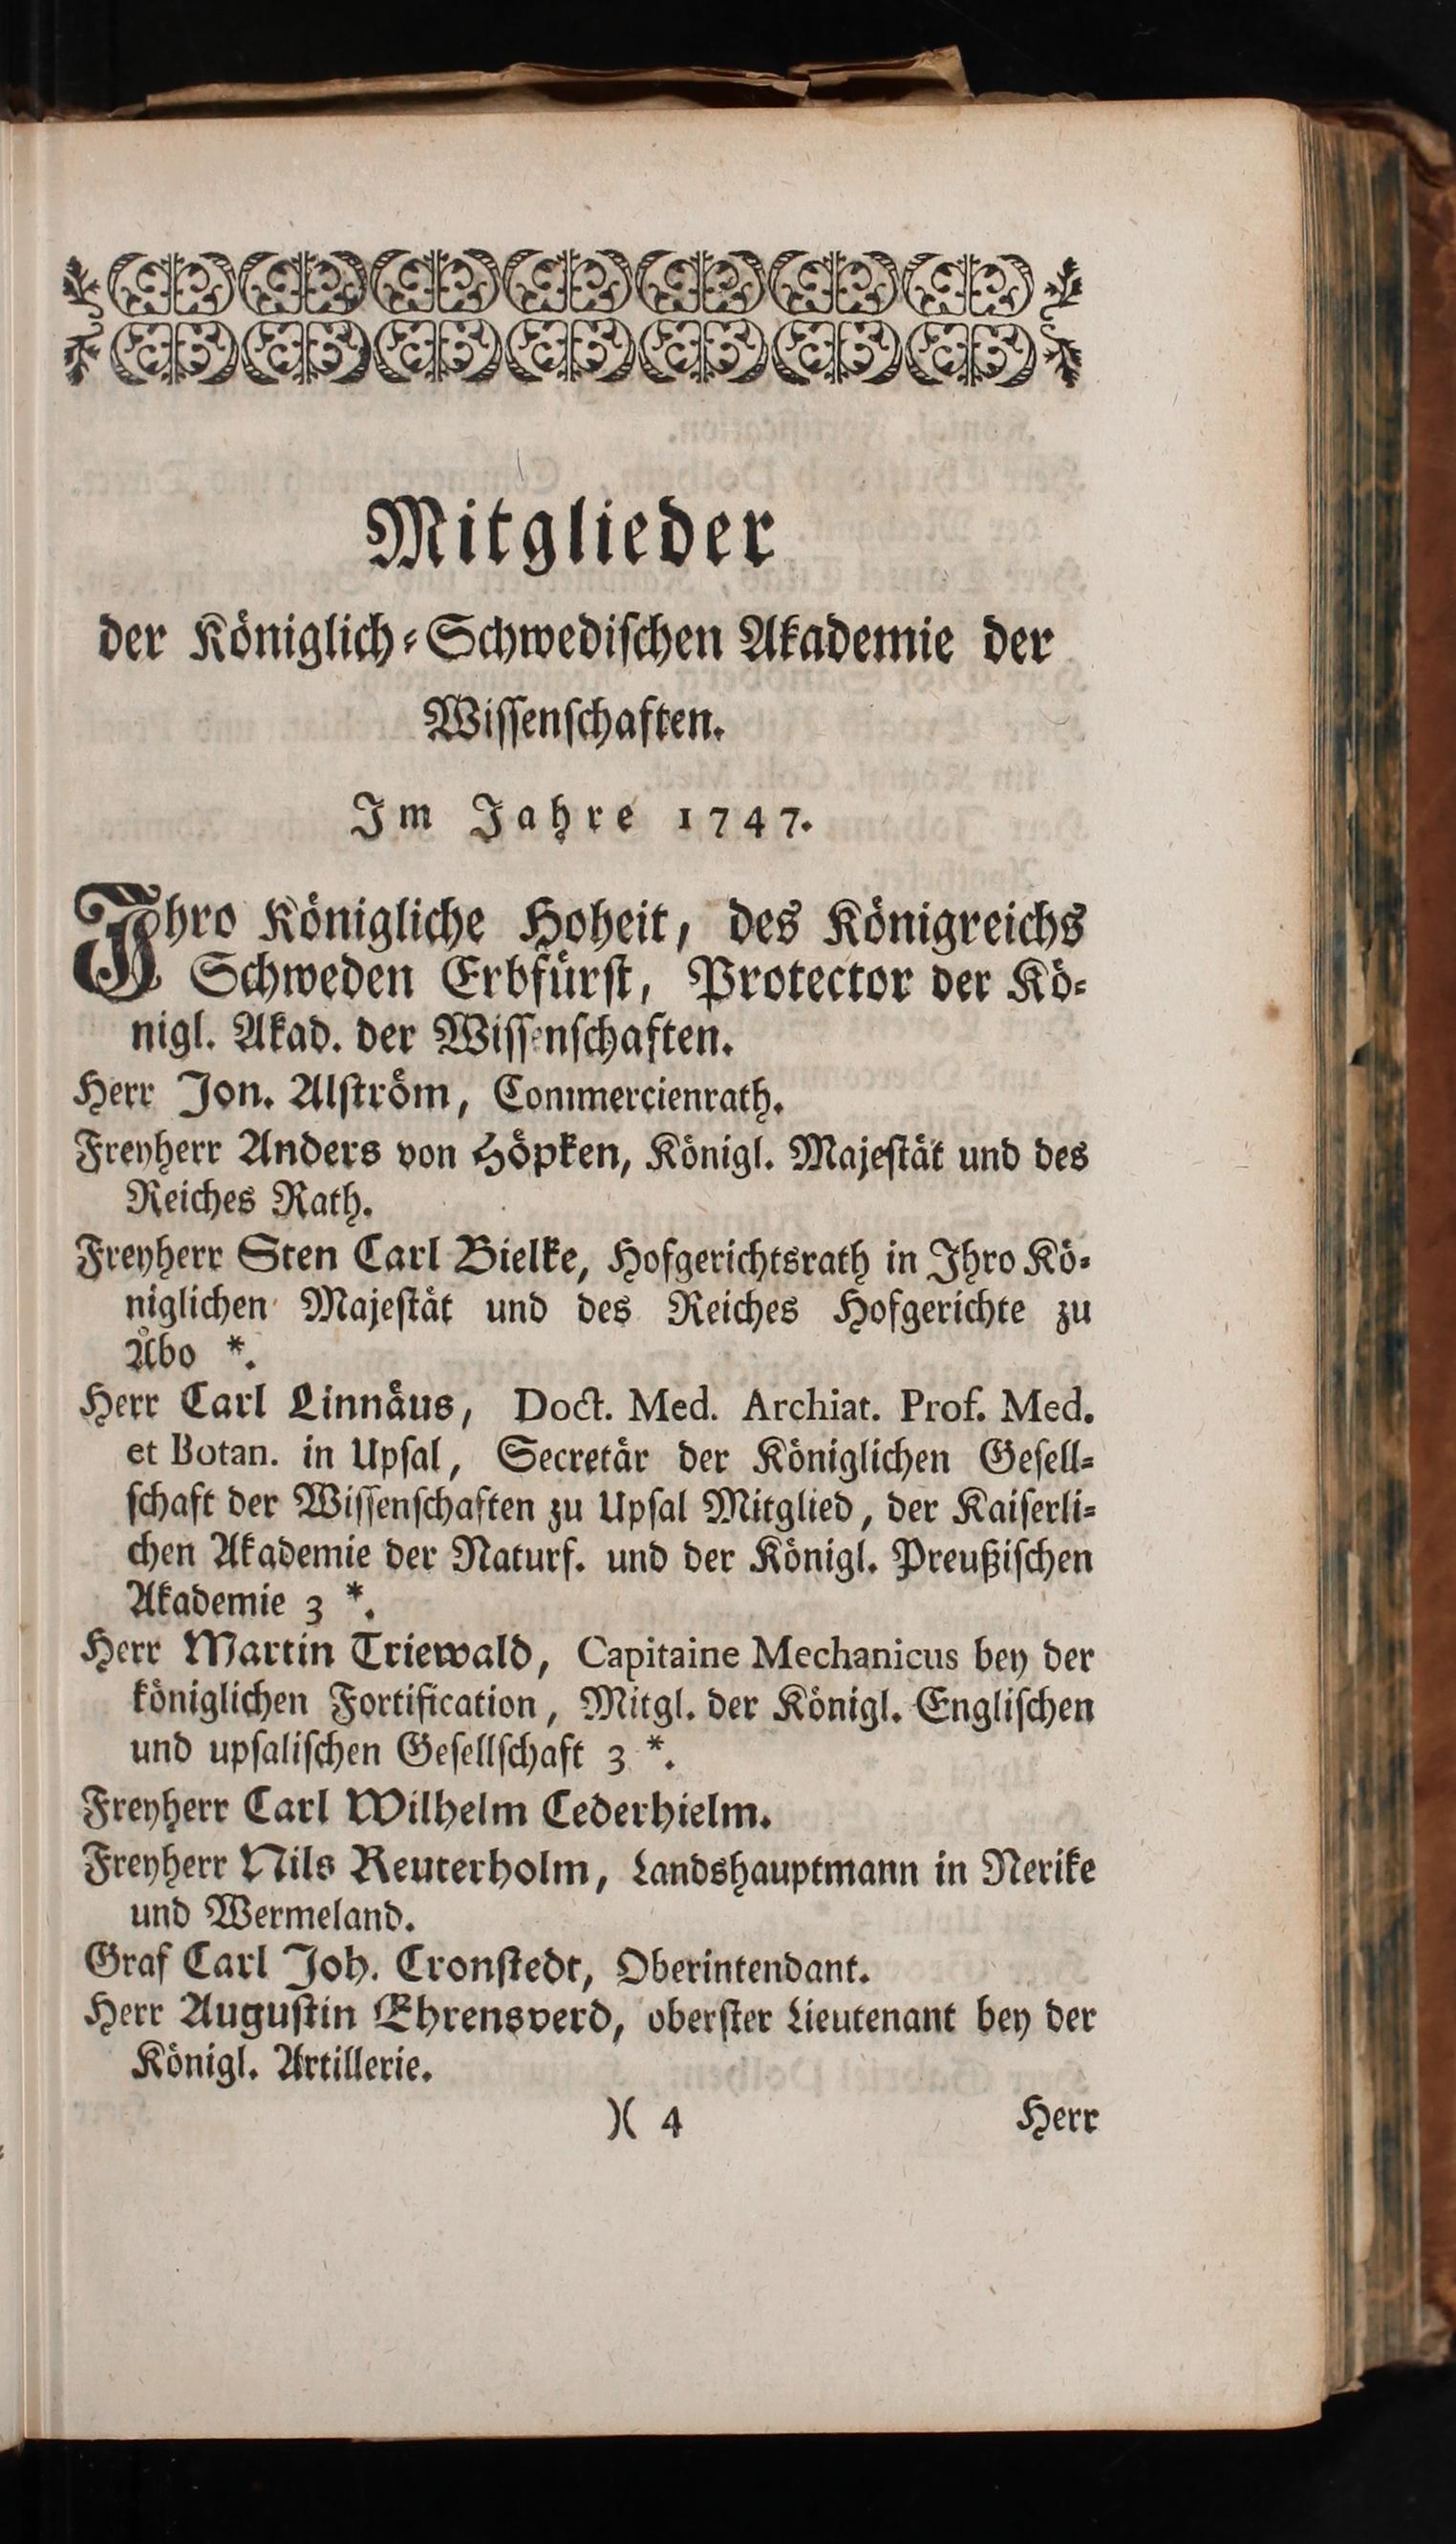 Mitglieder
der Königlich-Schwedischen Akademie der
Wissenschaften.
Im Jahre 1747.
Ihro Königliche Hoheit, des Königreichs
Schweden Erbfürst, Protector der Kö-
nigl. Akad. der Wissenschaften.
Herr Jon. Alström, Commercienrath.
Freyherr Anders von Höpken, Königl. Majestät und des
Reiches Rath.
Freyherr Sten Carl Bielke, Hofgerichtsrath in Ihro Kö-
niglichen Majestät und des Reiches Hofgerichte zu
Åbo *.
Herr Carl Linnäus, Doct. Med. Archiat. Prof. Med.
et Botan. in Upsal, Secretär der Königlichen Gesell-
schaft der Wissenschaften zu Upsal Mitglied, der Kaiserli-
chen Akademie der Naturf. und der Königl. Preußischen
Akademie 3 *.
Herr Martin Triewald, Capitaine Mechanicus bey der
königlichen Fortification, Mitgl. der Königl. Englischen
und upsalischen Gesellschaft 3 *.
Freyherr Carl Wilhelm Cederhielm.
Freyherr Nils Reuterholm, Landshauptmann in Nerike
und Wermeland.
Graf Carl Joh. Cronstedt, Oberintendant.
Herr Augustin Ehrensverd, oberster Lieutenant bey der
Königl. Artillerie.
)( 4 Herr